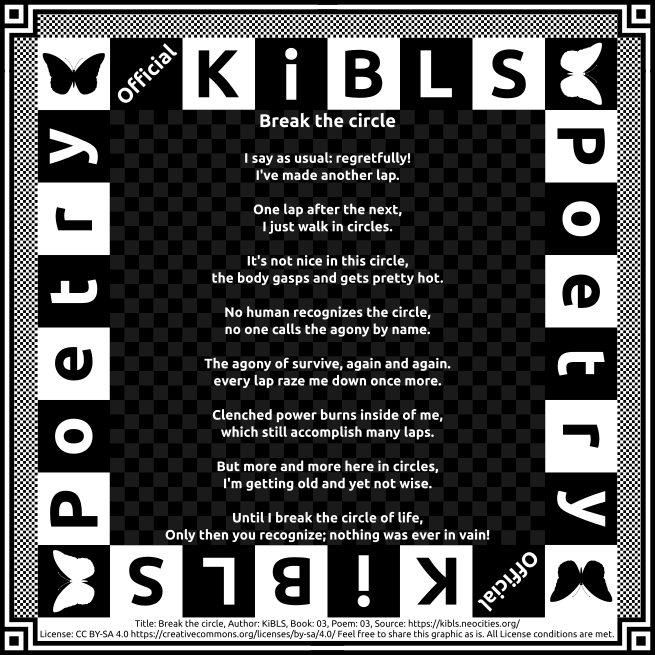 Official KiBLS
Poetry
Poetry
Break the circle
I say as usual: regretfully!
I've made another lap.
One lap after the next,
I just walk in circles.
It's not nice in this circle,
the body gasps and gets pretty hot.
No human recognizes the circle,
no one calls the agony by name.
The agony of survive, again and again.
every lap raze me down once more.
Clenched power burns inside of me,
which still accomplish many laps.
But more and more here in circles,
I'm getting old and yet not wise.
Until I break the circle of life,
Only then you recognize; nothing was ever in vain!
Official KiBLS
Title: Break the circle, Author: KiBLS, Book: 03, Poem: 03, Source: https://kibls.neocities.org/
License: CC BY-SA 4.0 https://creativecommons.org/licenses/by-sa/4.0/ Feel free to share this graphic as is. All License conditions are met.